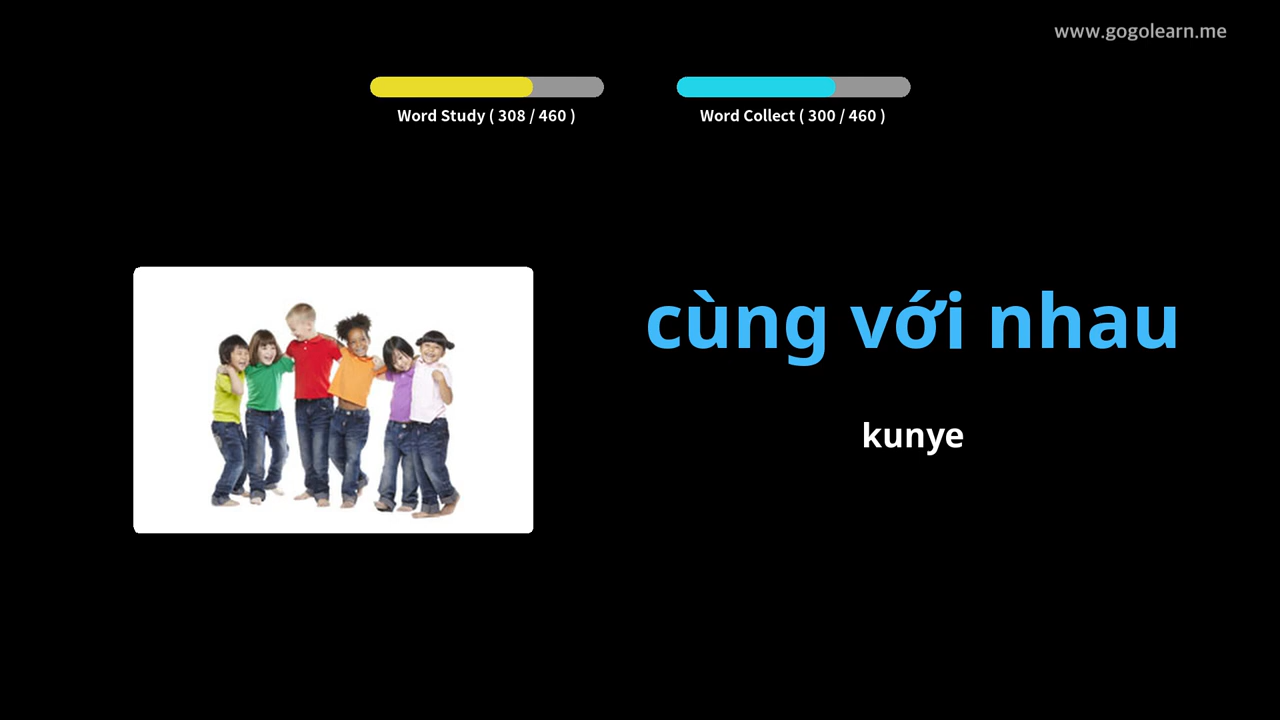 www.gogolearn.me
Word Study ( 308 / 460 )
Word Collect ( 300 / 460 )
cùng với nhau
kunye